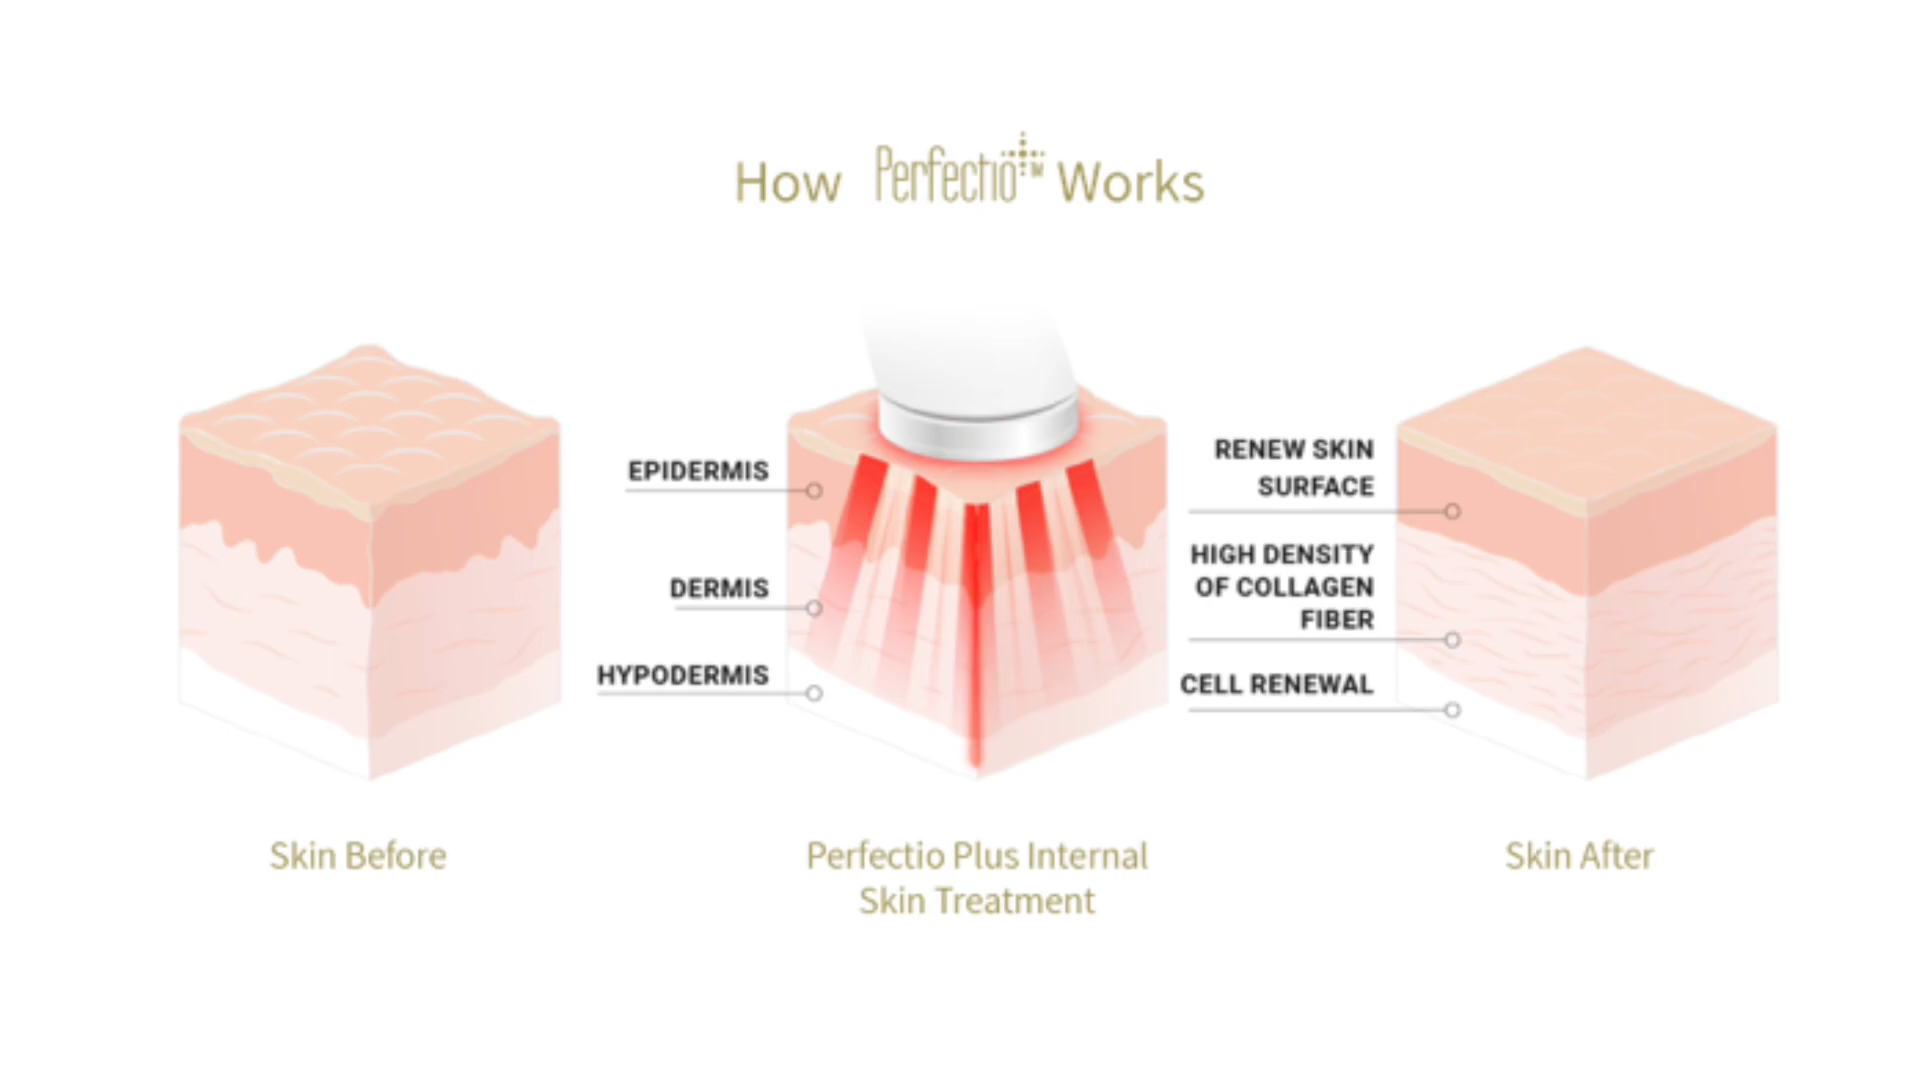 How Perfectio™ Works
EPIDERMIS
DERMIS
HYPODERMIS
RENEW SKIN
SURFACE
HIGH DENSITY
OF COLLAGEN
FIBER
CELL RENEWAL
Skin Before
Perfectio Plus Internal
Skin Treatment
Skin After